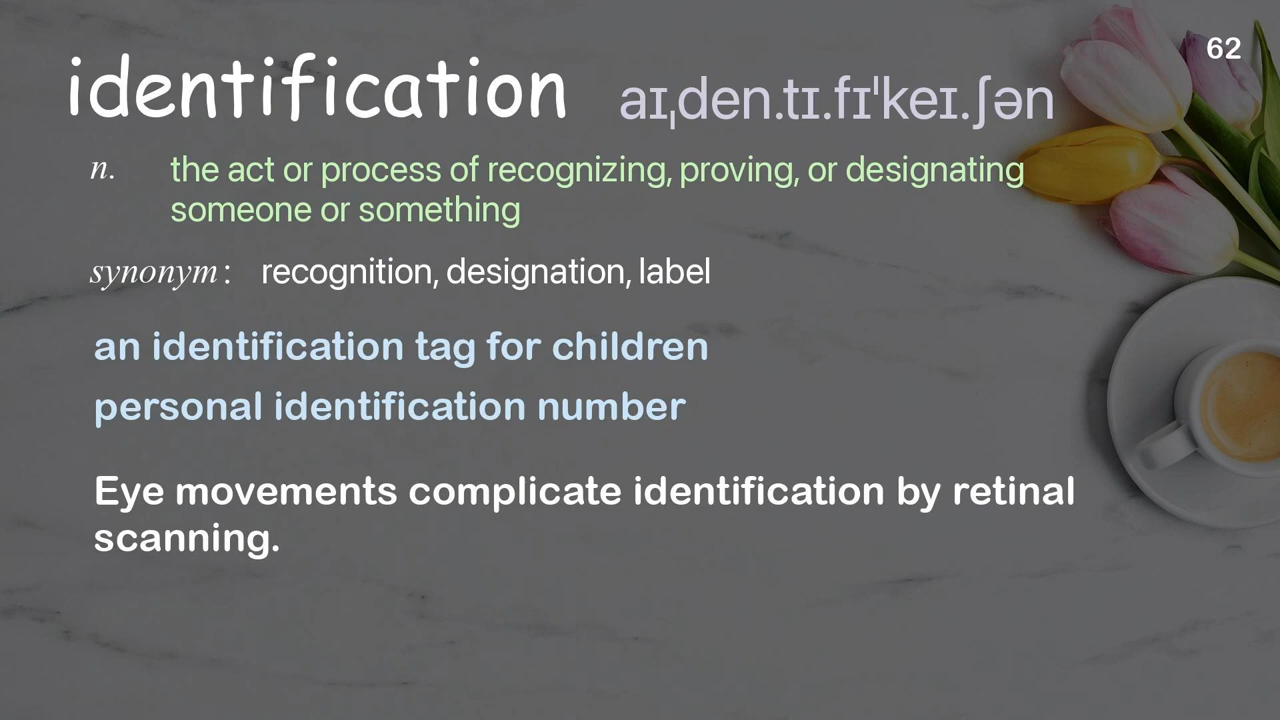 62
identification aɪˌden.tɪ.fɪˈkeɪ.ʃən
n. the act or process of recognizing, proving, or designating
someone or something
synonym: recognition, designation, label
an identification tag for children
personal identification number
Eye movements complicate identification by retinal
scanning.